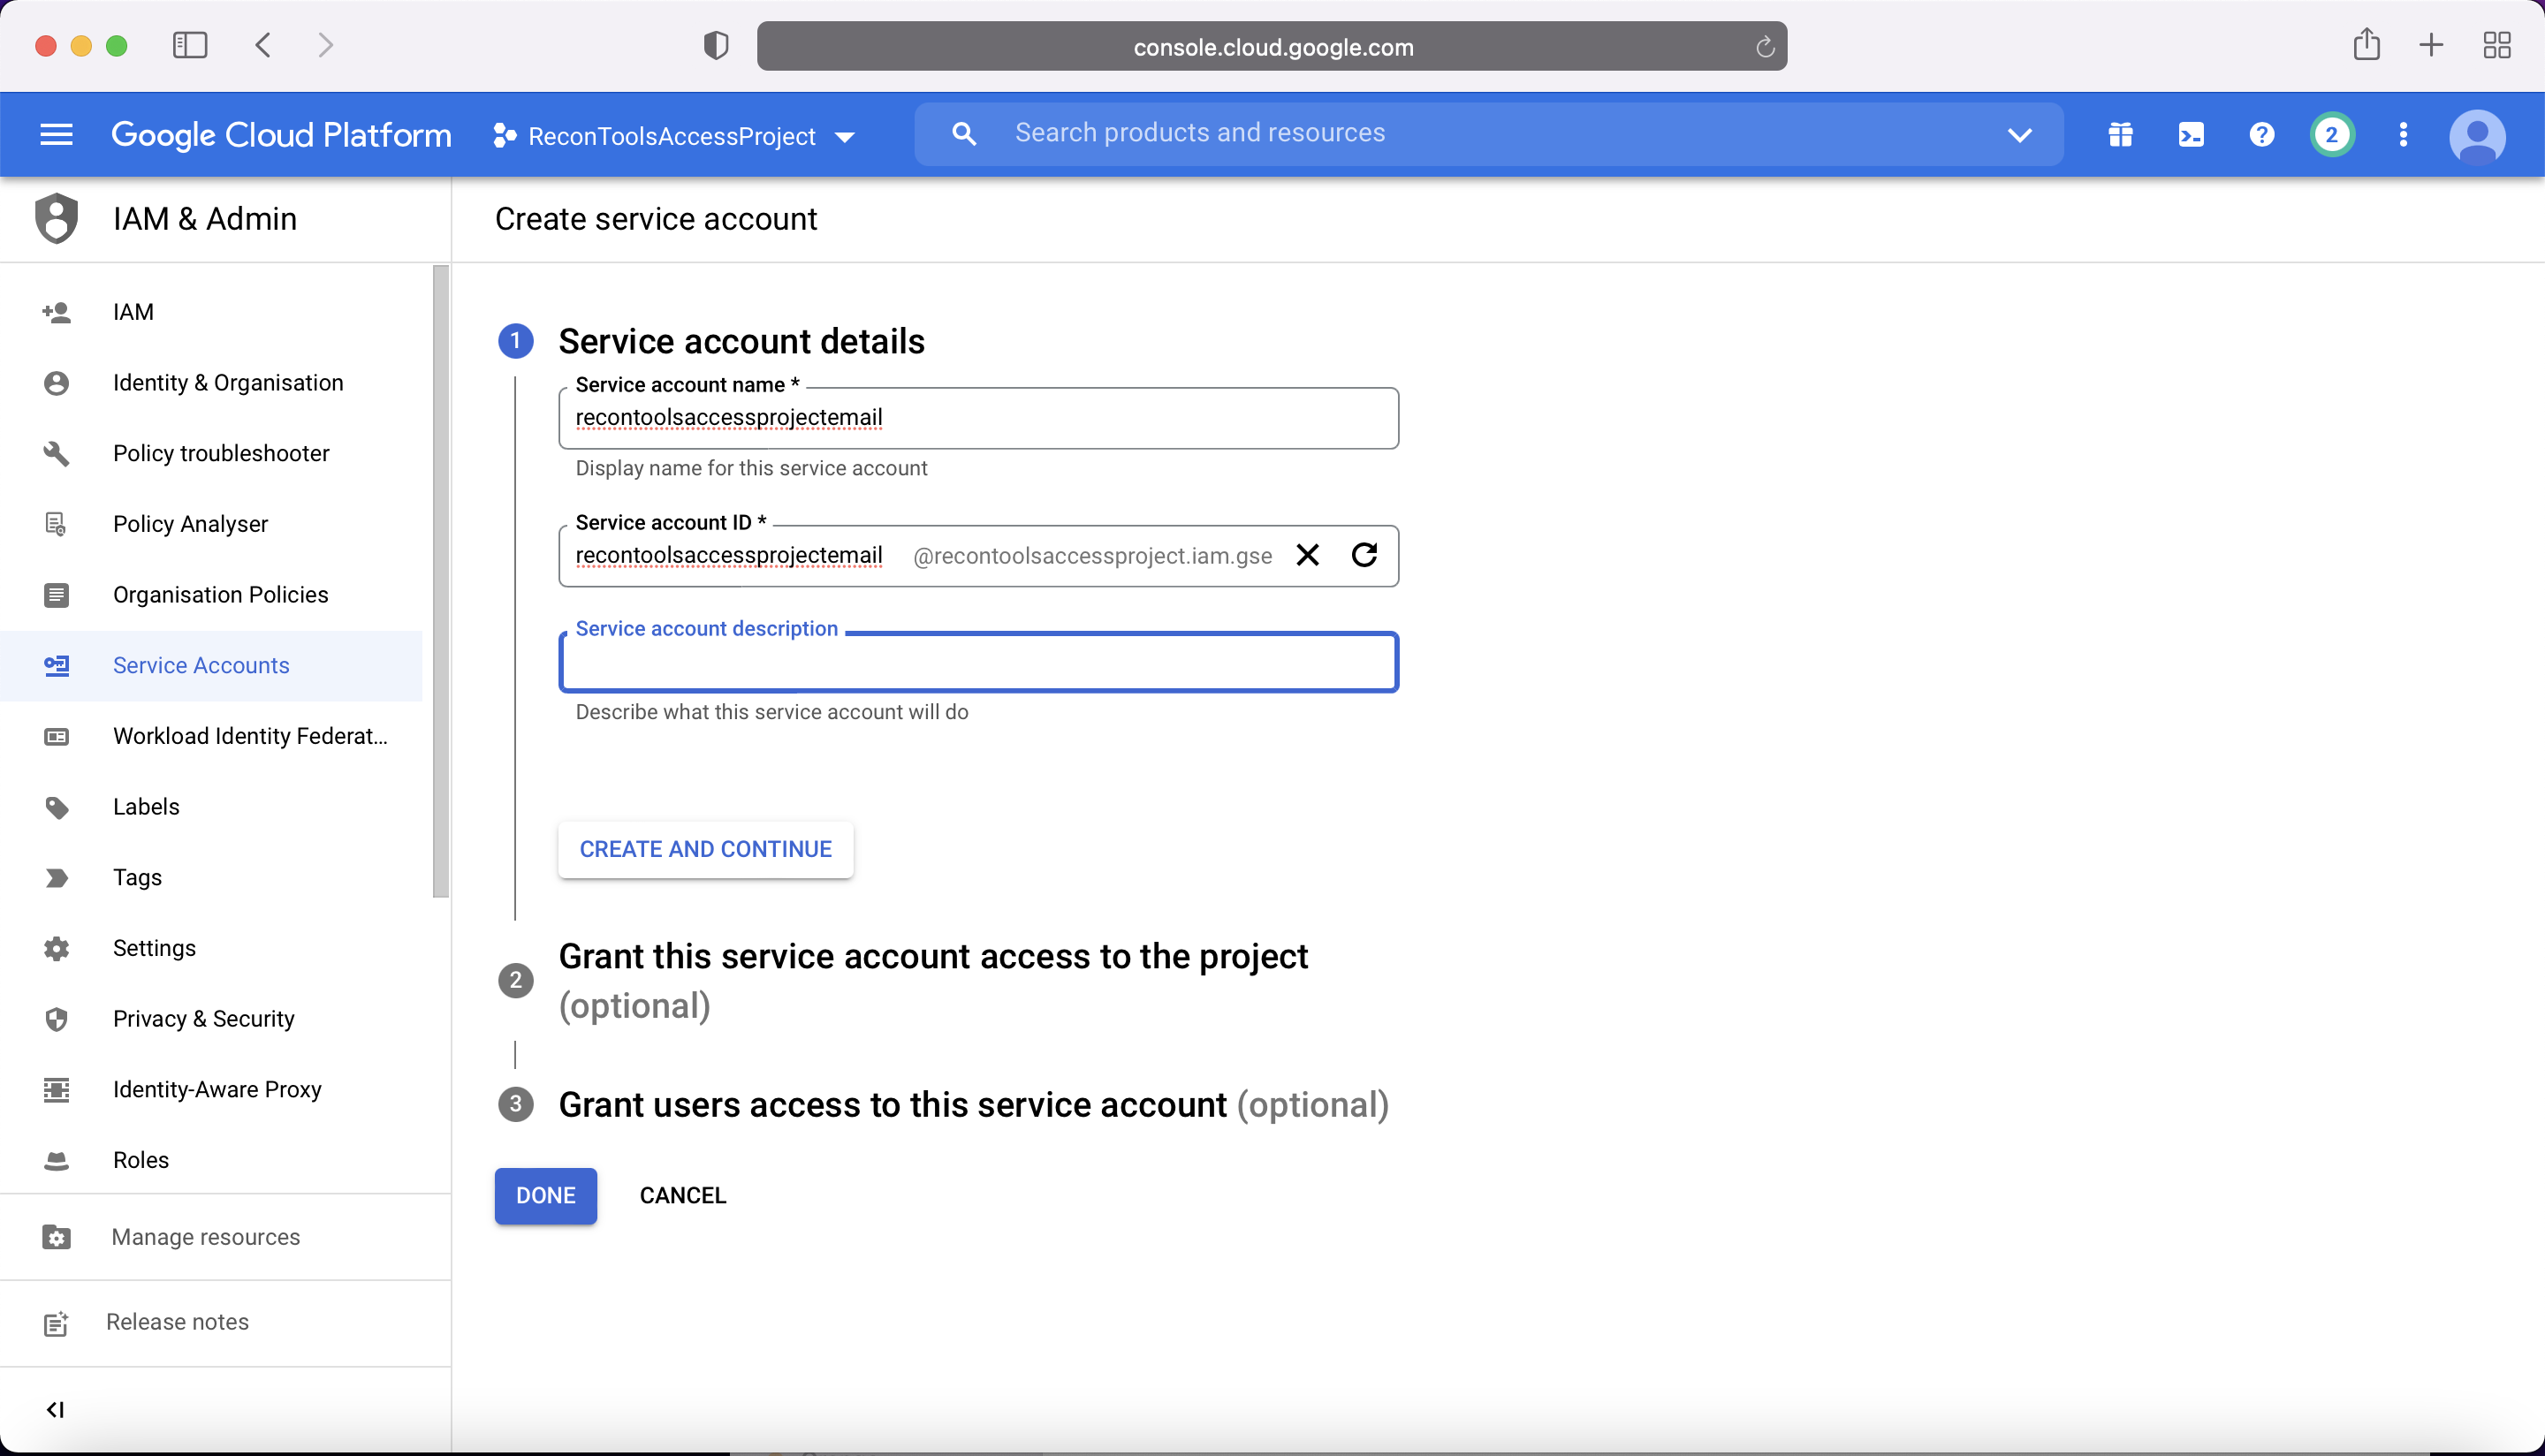 console.cloud.google.com
Google Cloud Platform
ReconToolsAccessProject
Search products and resources
2
IAM & Admin
Create service account
IAM
Identity & Organisation
Policy troubleshooter
Policy Analyser
Organisation Policies
Service Accounts
Workload Identity Federat...
Labels
Tags
Settings
Privacy & Security
Identity-Aware Proxy
Roles
Manage resources
Release notes
1 Service account details
Service account name *
recontoolsaccessprojectemail
Display name for this service account
Service account ID *
recontoolsaccessprojectemail @recontoolsaccessproject.iam.gse
Service account description
Describe what this service account will do
CREATE AND CONTINUE
2 Grant this service account access to the project
(optional)
3 Grant users access to this service account (optional)
DONE CANCEL